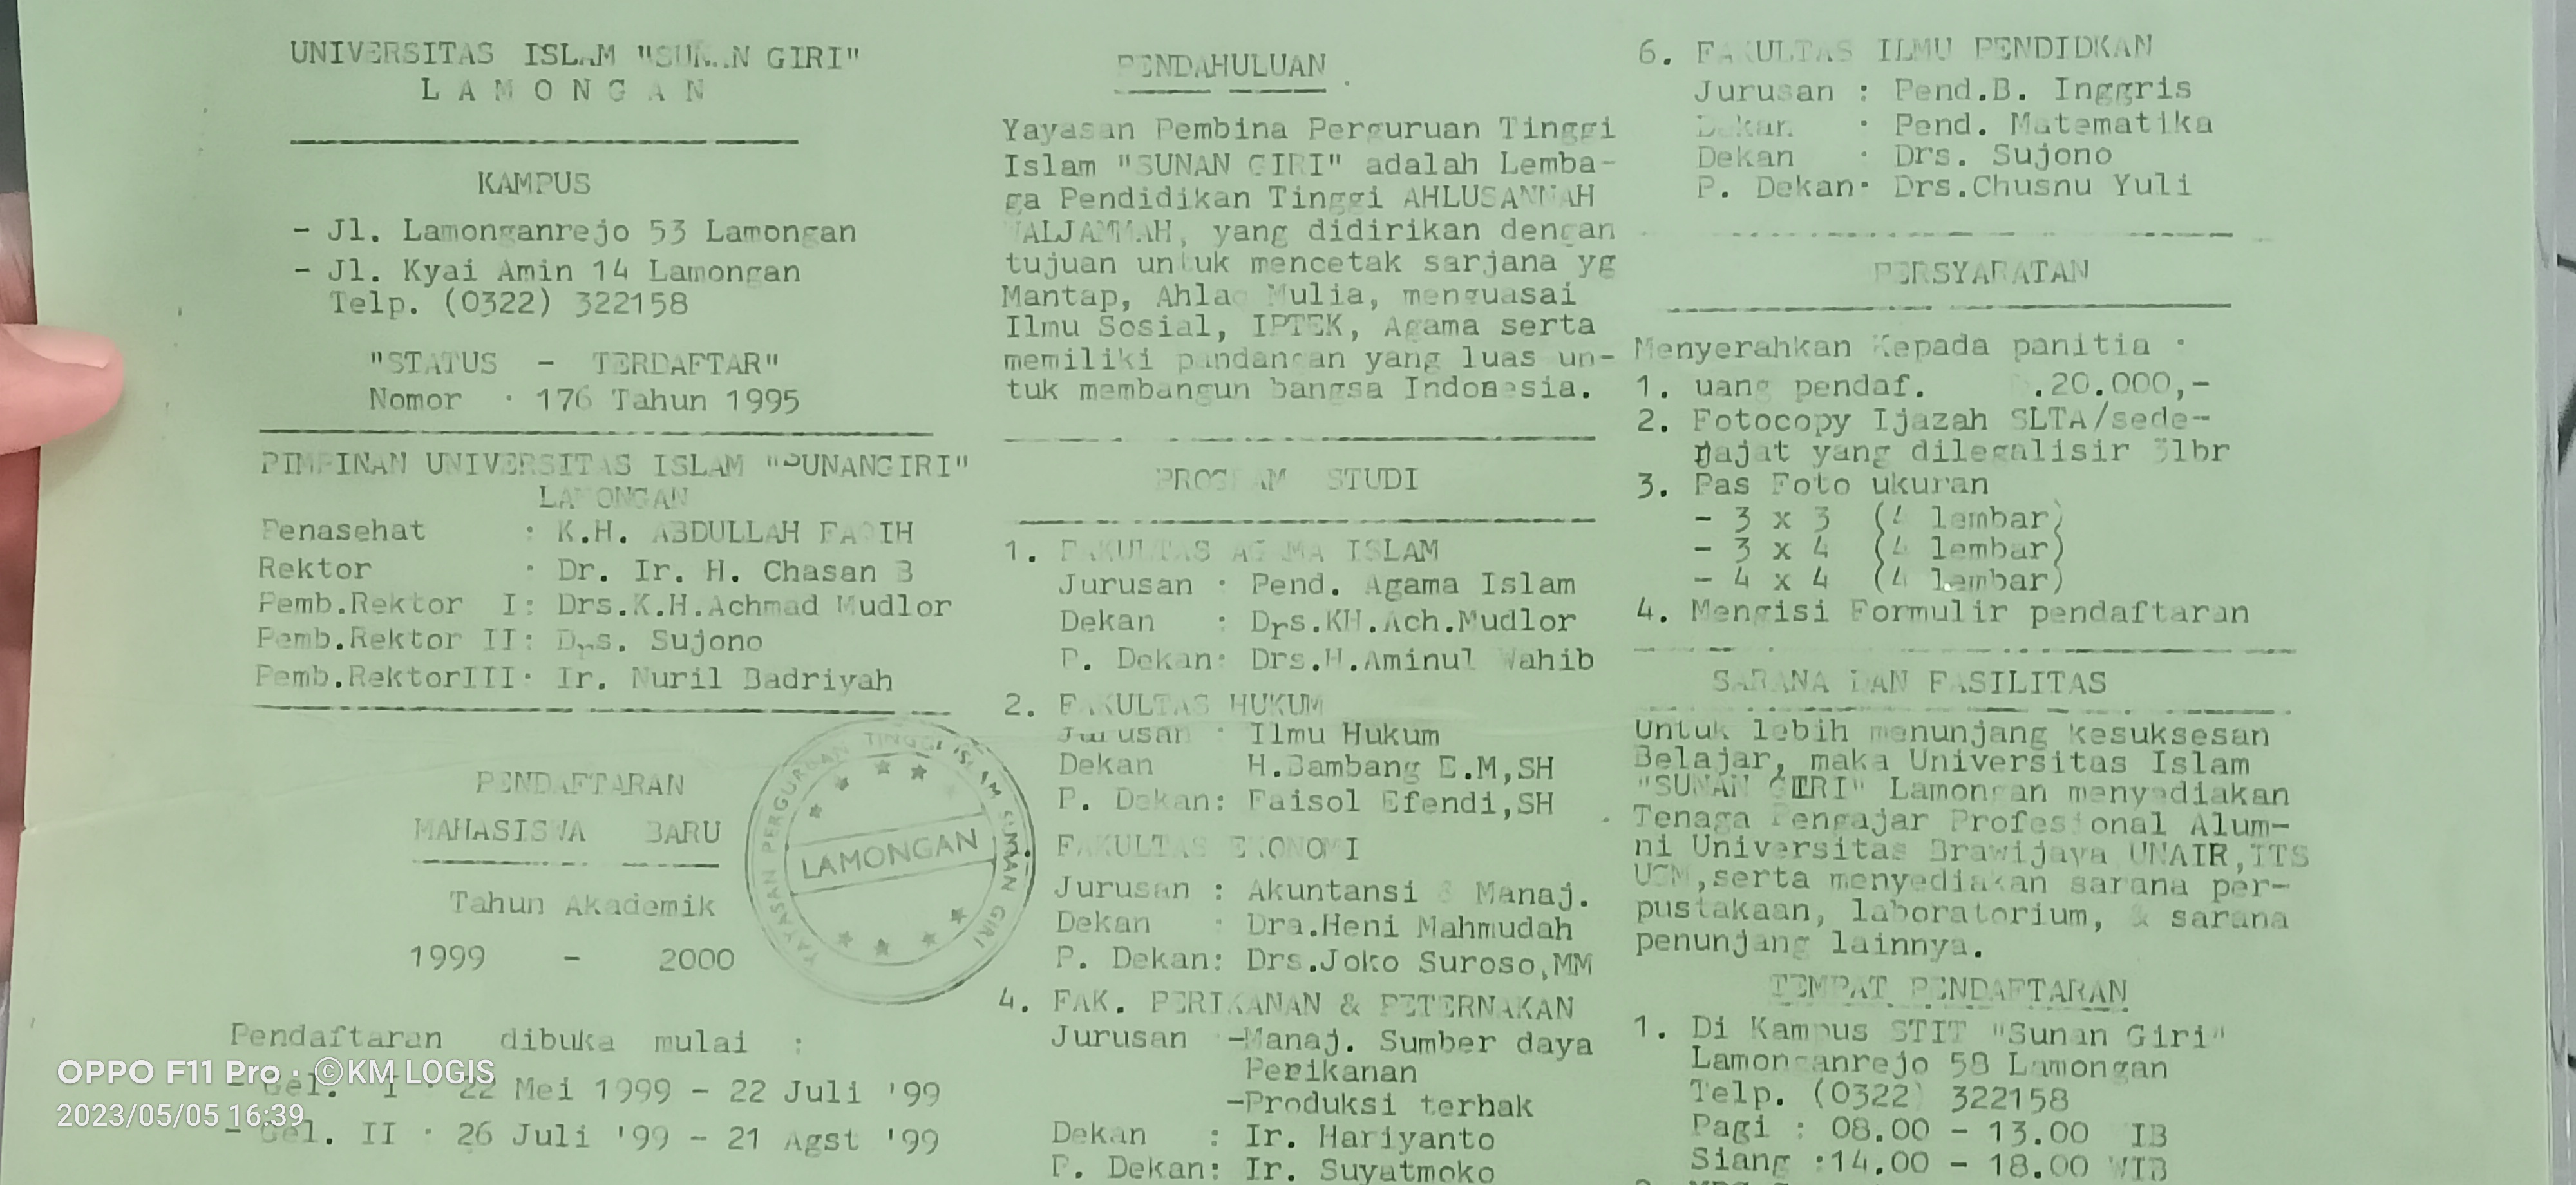 UNIVERSITAS ISLAM "SUNAN GIRI"
LAMONGAN
KAMPUS
- Jl. Lamonganrejo 53 Lamongan
- Jl. Kyai Amin 14 Lamongan
Telp. (0322) 322158
"STATUS - TERDAFTAR"
Nomor : 176 Tahun 1995
PIMPINAN UNIVERSITAS ISLAM "SUNANGIRI"
LAMONGAN
Penasehat : K.H. ABDULLAH FAQIH
Rektor : Dr. Ir. H. Chasan B
Pemb.Rektor I: Drs.K.H.Achmad Mudlor
Pemb.Rektor II: Drs. Sujono
Pemb.RektorIII: Ir. Nuril Badriyah
PENDAFTARAN
MAHASISWA BARU
Tahun Akademik
1999 - 2000
YAYASAN PERGURUAN TINGGI ISLAM SUNAN GIRI
LAMONGAN
Pendaftaran dibuka mulai :
- Gel. I : 22 Mei 1999 - 22 Juli '99
- Gel. II : 26 Juli '99 - 21 Agst '99
PENDAHULUAN
Yayasan Pembina Perguruan Tinggi
Islam "SUNAN GIRI" adalah Lemba-
ga Pendidikan Tinggi AHLUSANNAH
WALJAMMAH, yang didirikan dengan
tujuan untuk mencetak sarjana yg
Mantap, Ahlaq Mulia, menguasai
Ilmu Sosial, IPTEK, Agama serta
memiliki pandangan yang luas un-
tuk membangun bangsa Indonesia.
PROGRAM STUDI
1. FAKULTAS AGAMA ISLAM
Jurusan : Pend. Agama Islam
Dekan : Drs.KH.Ach.Mudlor
P. Dekan: Drs.H.Aminul Wahib
2. FAKULTAS HUKUM
Jurusan : Ilmu Hukum
Dekan H.Bambang E.M,SH
P. Dekan: Faisol Efendi,SH
3. FAKULTAS EKONOMI
Jurusan : Akuntansi & Manaj.
Dekan : Dra.Heni Mahmudah
P. Dekan: Drs.Joko Suroso,MM
4. FAK. PERIKANAN & PETERNAKAN
Jurusan -Manaj. Sumber daya
Perikanan
-Produksi terhak
Dekan : Ir. Hariyanto
P. Dekan: Ir. Suyatmoko
6. FAKULTAS ILMU PENDIDKAN
Jurusan : Pend.B. Inggris
: Pend. Matematika
Dekan : Drs. Sujono
P. Dekan: Drs.Chusnu Yuli
PERSYARATAN
Menyerahkan Kepada panitia :
1. uang pendaf. .20.000,-
2. Fotocopy Ijazah SLTA/sede-
rajat yang dilegalisir 3lbr
3. Pas Foto ukuran
- 3 x 3 (4 lembar)
- 3 x 4 (4 lembar)
- 4 x 4 (4 lembar)
4. Mengisi Formulir pendaftaran
SARANA DAN FASILITAS
Untuk lebih menunjang kesuksesan
Belajar, maka Universitas Islam
"SUNAN GIRI" Lamongan menyediakan
Tenaga Pengajar Profesional Alum-
ni Universitas Brawijaya UNAIR,ITS
UGM,serta menyediakan sarana per-
pustakaan, laboratorium, & sarana
penunjang lainnya.
TEMPAT PENDAFTARAN
1. Di Kampus STIT "Sunan Giri"
Lamonganrejo 58 Lamongan
Telp. (0322) 322158
Pagi : 08.00 - 13.00 IB
Siang :14.00 - 18.00 WIB
OPPO F11 Pro · ©KM LOGIS
2023/05/05 16:39